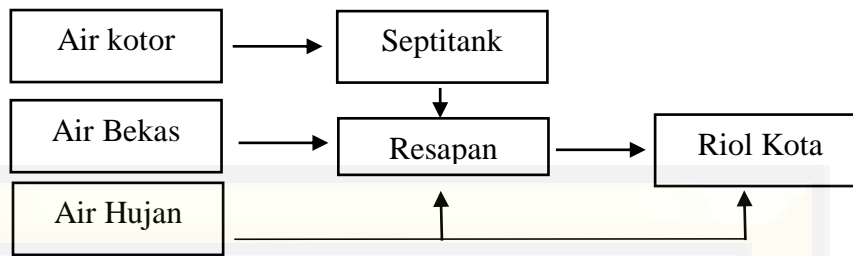 Air kotor
Septitank
Air Bekas
Resapan
Riol Kota
Air Hujan